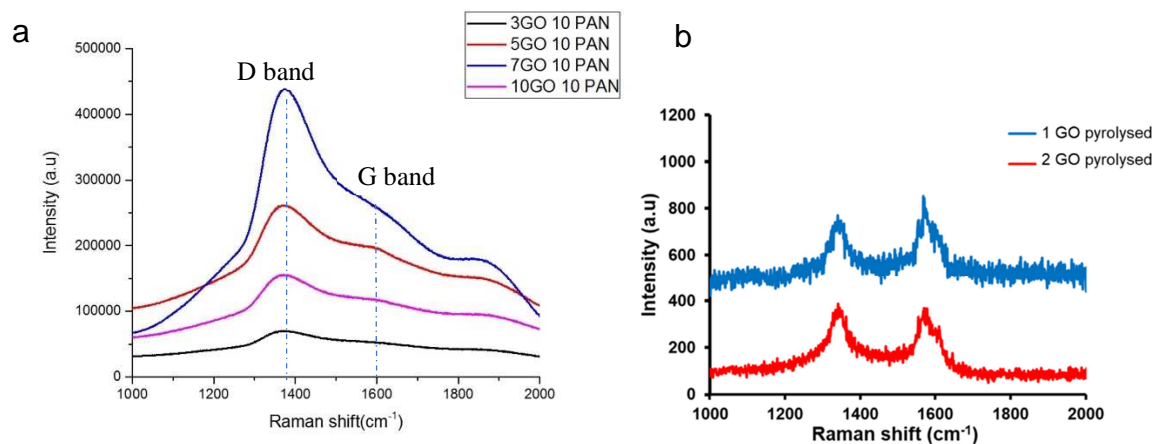 a
3GO 10 PAN
5GO 10 PAN
7GO 10 PAN
10GO 10 PAN
D band
G band
500000
400000
300000
200000
100000
0
Intensity (a.u)
1000 1200 1400 1600 1800 2000
Raman shift(cm-1)
b
1 GO pyrolysed
2 GO pyrolysed
1200
1000
800
600
400
200
0
Intensity (a.u)
1000 1200 1400 1600 1800 2000
Raman shift (cm-1)